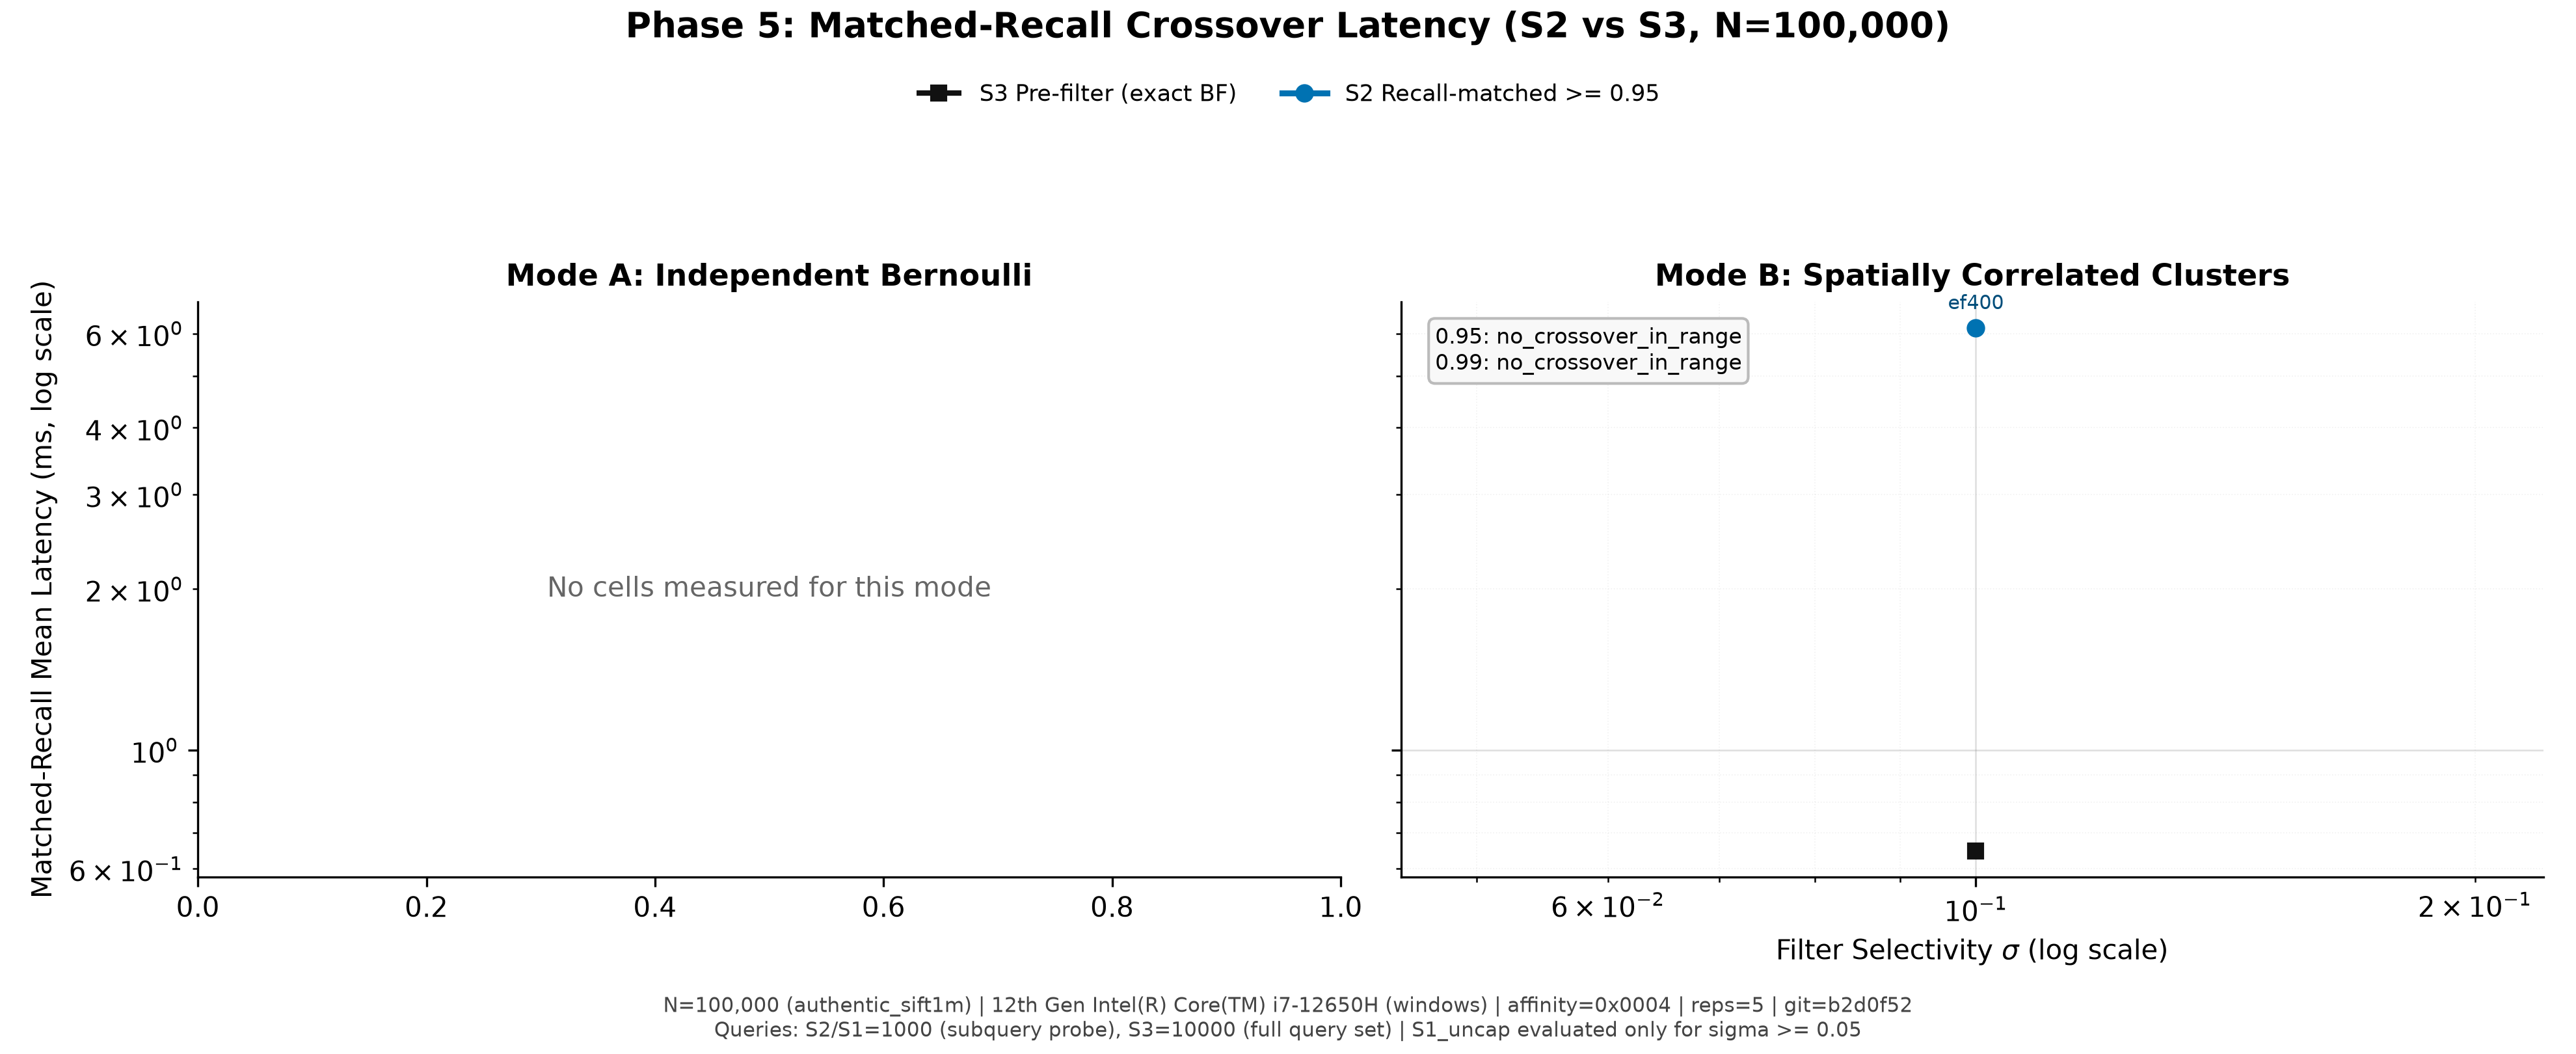 Phase 5: Matched-Recall Crossover Latency (S2 vs S3, N=100,000)
S3 Pre-filter (exact BF)
S2 Recall-matched >= 0.95
Mode A: Independent Bernoulli
Matched-Recall Mean Latency (ms, log scale)
6 × 10⁰
4 × 10⁰
3 × 10⁰
2 × 10⁰
10⁰
6 × 10⁻¹
No cells measured for this mode
0.0 0.2 0.4 0.6 0.8 1.0
Mode B: Spatially Correlated Clusters
ef400
0.95: no_crossover_in_range
0.99: no_crossover_in_range
6 × 10⁻² 10⁻¹ 2 × 10⁻¹
Filter Selectivity σ (log scale)
N=100,000 (authentic_sift1m) | 12th Gen Intel(R) Core(TM) i7-12650H (windows) | affinity=0x0004 | reps=5 | git=b2d0f52
Queries: S2/S1=1000 (subquery probe), S3=10000 (full query set) | S1_uncap evaluated only for sigma >= 0.05